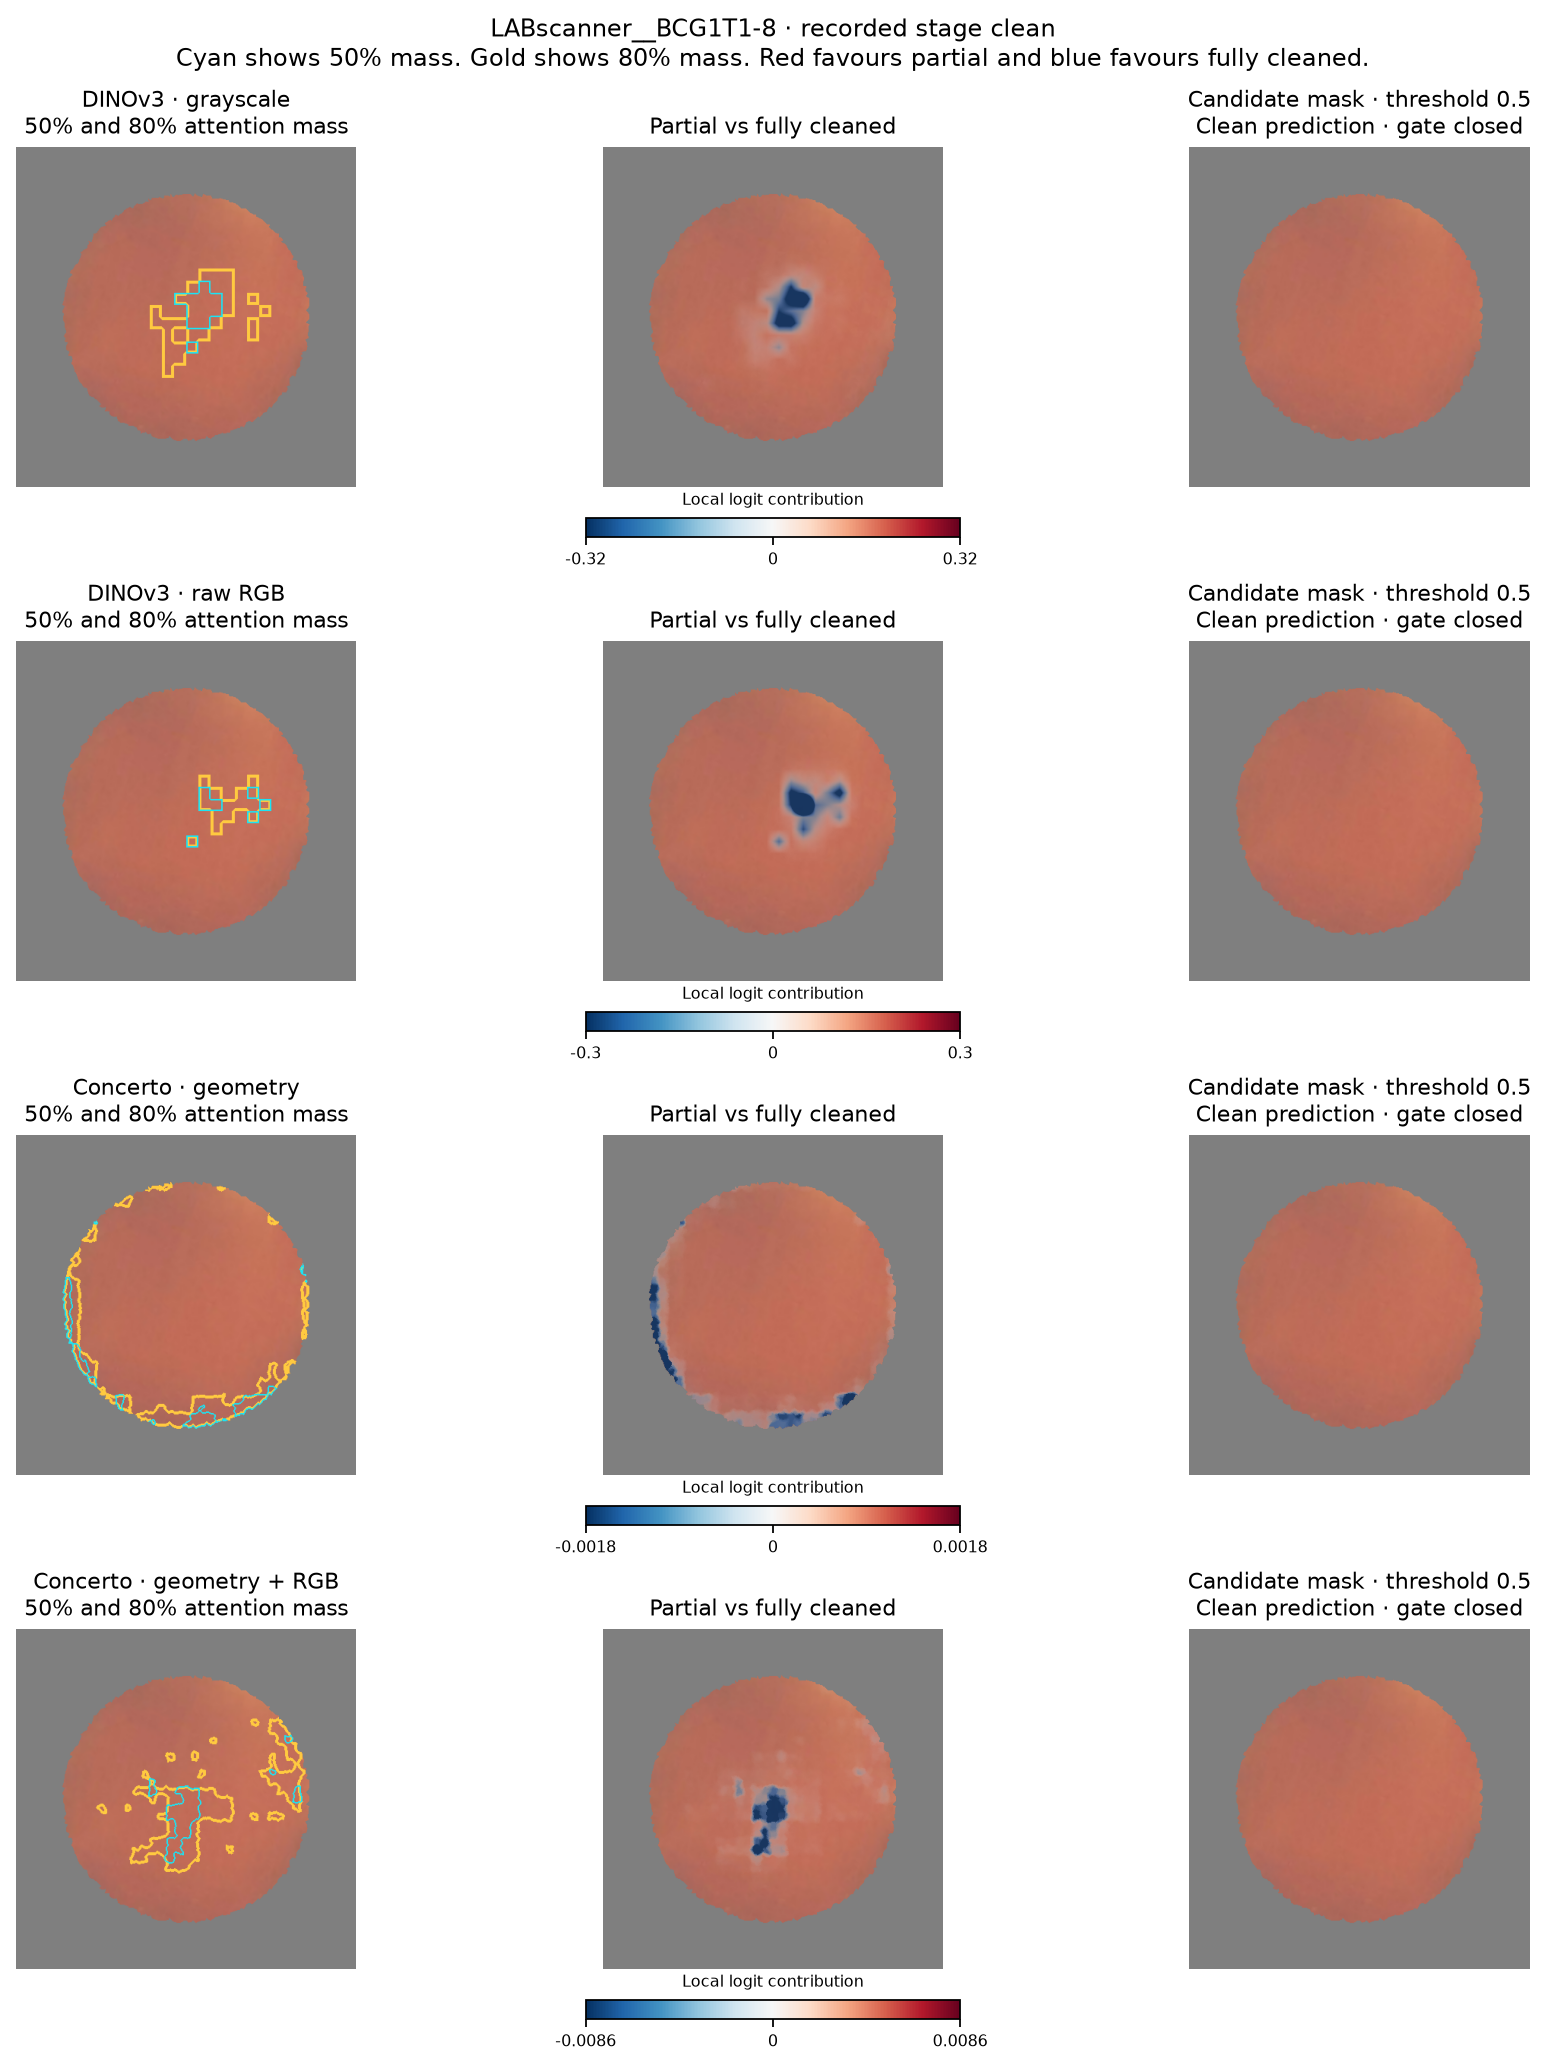 LABscanner__BCG1T1-8 · recorded stage clean
Cyan shows 50% mass. Gold shows 80% mass. Red favours partial and blue favours fully cleaned.
DINOv3 · grayscale
50% and 80% attention mass
Partial vs fully cleaned
Candidate mask · threshold 0.5
Clean prediction · gate closed
Local logit contribution
-0.32 0 0.32
DINOv3 · raw RGB
50% and 80% attention mass
Partial vs fully cleaned
Candidate mask · threshold 0.5
Clean prediction · gate closed
Local logit contribution
-0.3 0 0.3
Concerto · geometry
50% and 80% attention mass
Partial vs fully cleaned
Candidate mask · threshold 0.5
Clean prediction · gate closed
Local logit contribution
-0.0018 0 0.0018
Concerto · geometry + RGB
50% and 80% attention mass
Partial vs fully cleaned
Candidate mask · threshold 0.5
Clean prediction · gate closed
Local logit contribution
-0.0086 0 0.0086